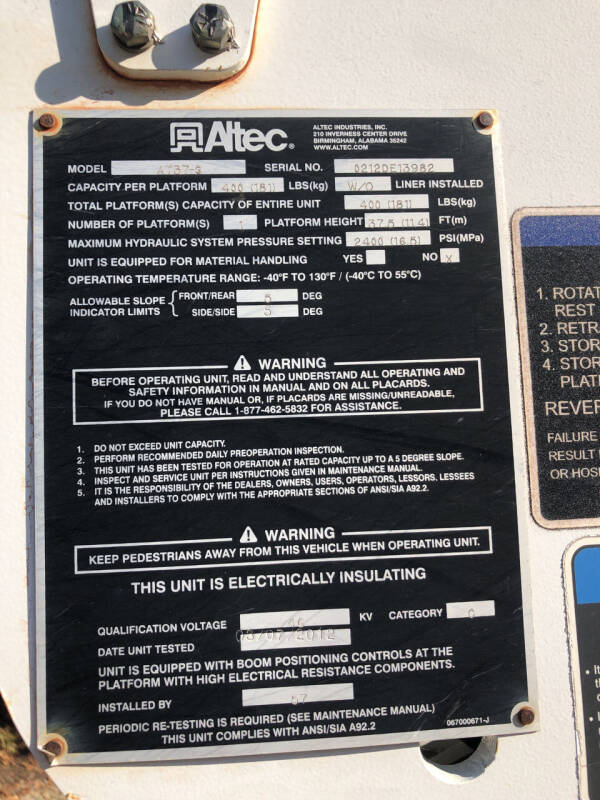 Altec
ALTEC INDUSTRIES, INC.
210 INVERNESS CENTER DRIVE
BIRMINGHAM, ALABAMA 35242
WWW.ALTEC.COM
MODEL AT37-G SERIAL NO. 0212DE13982
CAPACITY PER PLATFORM 400 (181) LBS(kg) W/O LINER INSTALLED
TOTAL PLATFORM(S) CAPACITY OF ENTIRE UNIT 400 (181) LBS(kg)
NUMBER OF PLATFORM(S) 1 PLATFORM HEIGHT 37.5 (11.4) FT(m)
MAXIMUM HYDRAULIC SYSTEM PRESSURE SETTING 2400 (16.5) PSI(MPa)
UNIT IS EQUIPPED FOR MATERIAL HANDLING YES NO X
OPERATING TEMPERATURE RANGE: -40°F TO 130°F / (-40°C TO 55°C)
ALLOWABLE SLOPE INDICATOR LIMITS FRONT/REAR 5 DEG
SIDE/SIDE 5 DEG
WARNING
BEFORE OPERATING UNIT, READ AND UNDERSTAND ALL OPERATING AND
SAFETY INFORMATION IN MANUAL AND ON ALL PLACARDS.
IF YOU DO NOT HAVE MANUAL OR, IF PLACARDS ARE MISSING/UNREADABLE,
PLEASE CALL 1-877-462-5832 FOR ASSISTANCE.
1. DO NOT EXCEED UNIT CAPACITY.
2. PERFORM RECOMMENDED DAILY PREOPERATION INSPECTION.
3. THIS UNIT HAS BEEN TESTED FOR OPERATION AT RATED CAPACITY UP TO A 5 DEGREE SLOPE.
4. INSPECT AND SERVICE UNIT PER INSTRUCTIONS GIVEN IN MAINTENANCE MANUAL.
5. IT IS THE RESPONSIBILITY OF THE DEALERS, OWNERS, USERS, OPERATORS, LESSORS, LESSEES
AND INSTALLERS TO COMPLY WITH THE APPROPRIATE SECTIONS OF ANSI/SIA A92.2.
WARNING
KEEP PEDESTRIANS AWAY FROM THIS VEHICLE WHEN OPERATING UNIT.
THIS UNIT IS ELECTRICALLY INSULATING
QUALIFICATION VOLTAGE 46 KV CATEGORY C
DATE UNIT TESTED 03/07/2012
UNIT IS EQUIPPED WITH BOOM POSITIONING CONTROLS AT THE
PLATFORM WITH HIGH ELECTRICAL RESISTANCE COMPONENTS.
INSTALLED BY 57
PERIODIC RE-TESTING IS REQUIRED (SEE MAINTENANCE MANUAL)
THIS UNIT COMPLIES WITH ANSI/SIA A92.2
067000671-J
1. ROTAT
REST
2. RETR
3. STOR
4. STOR
PLAT
REVER
FAILURE
RESULT
OR HOS